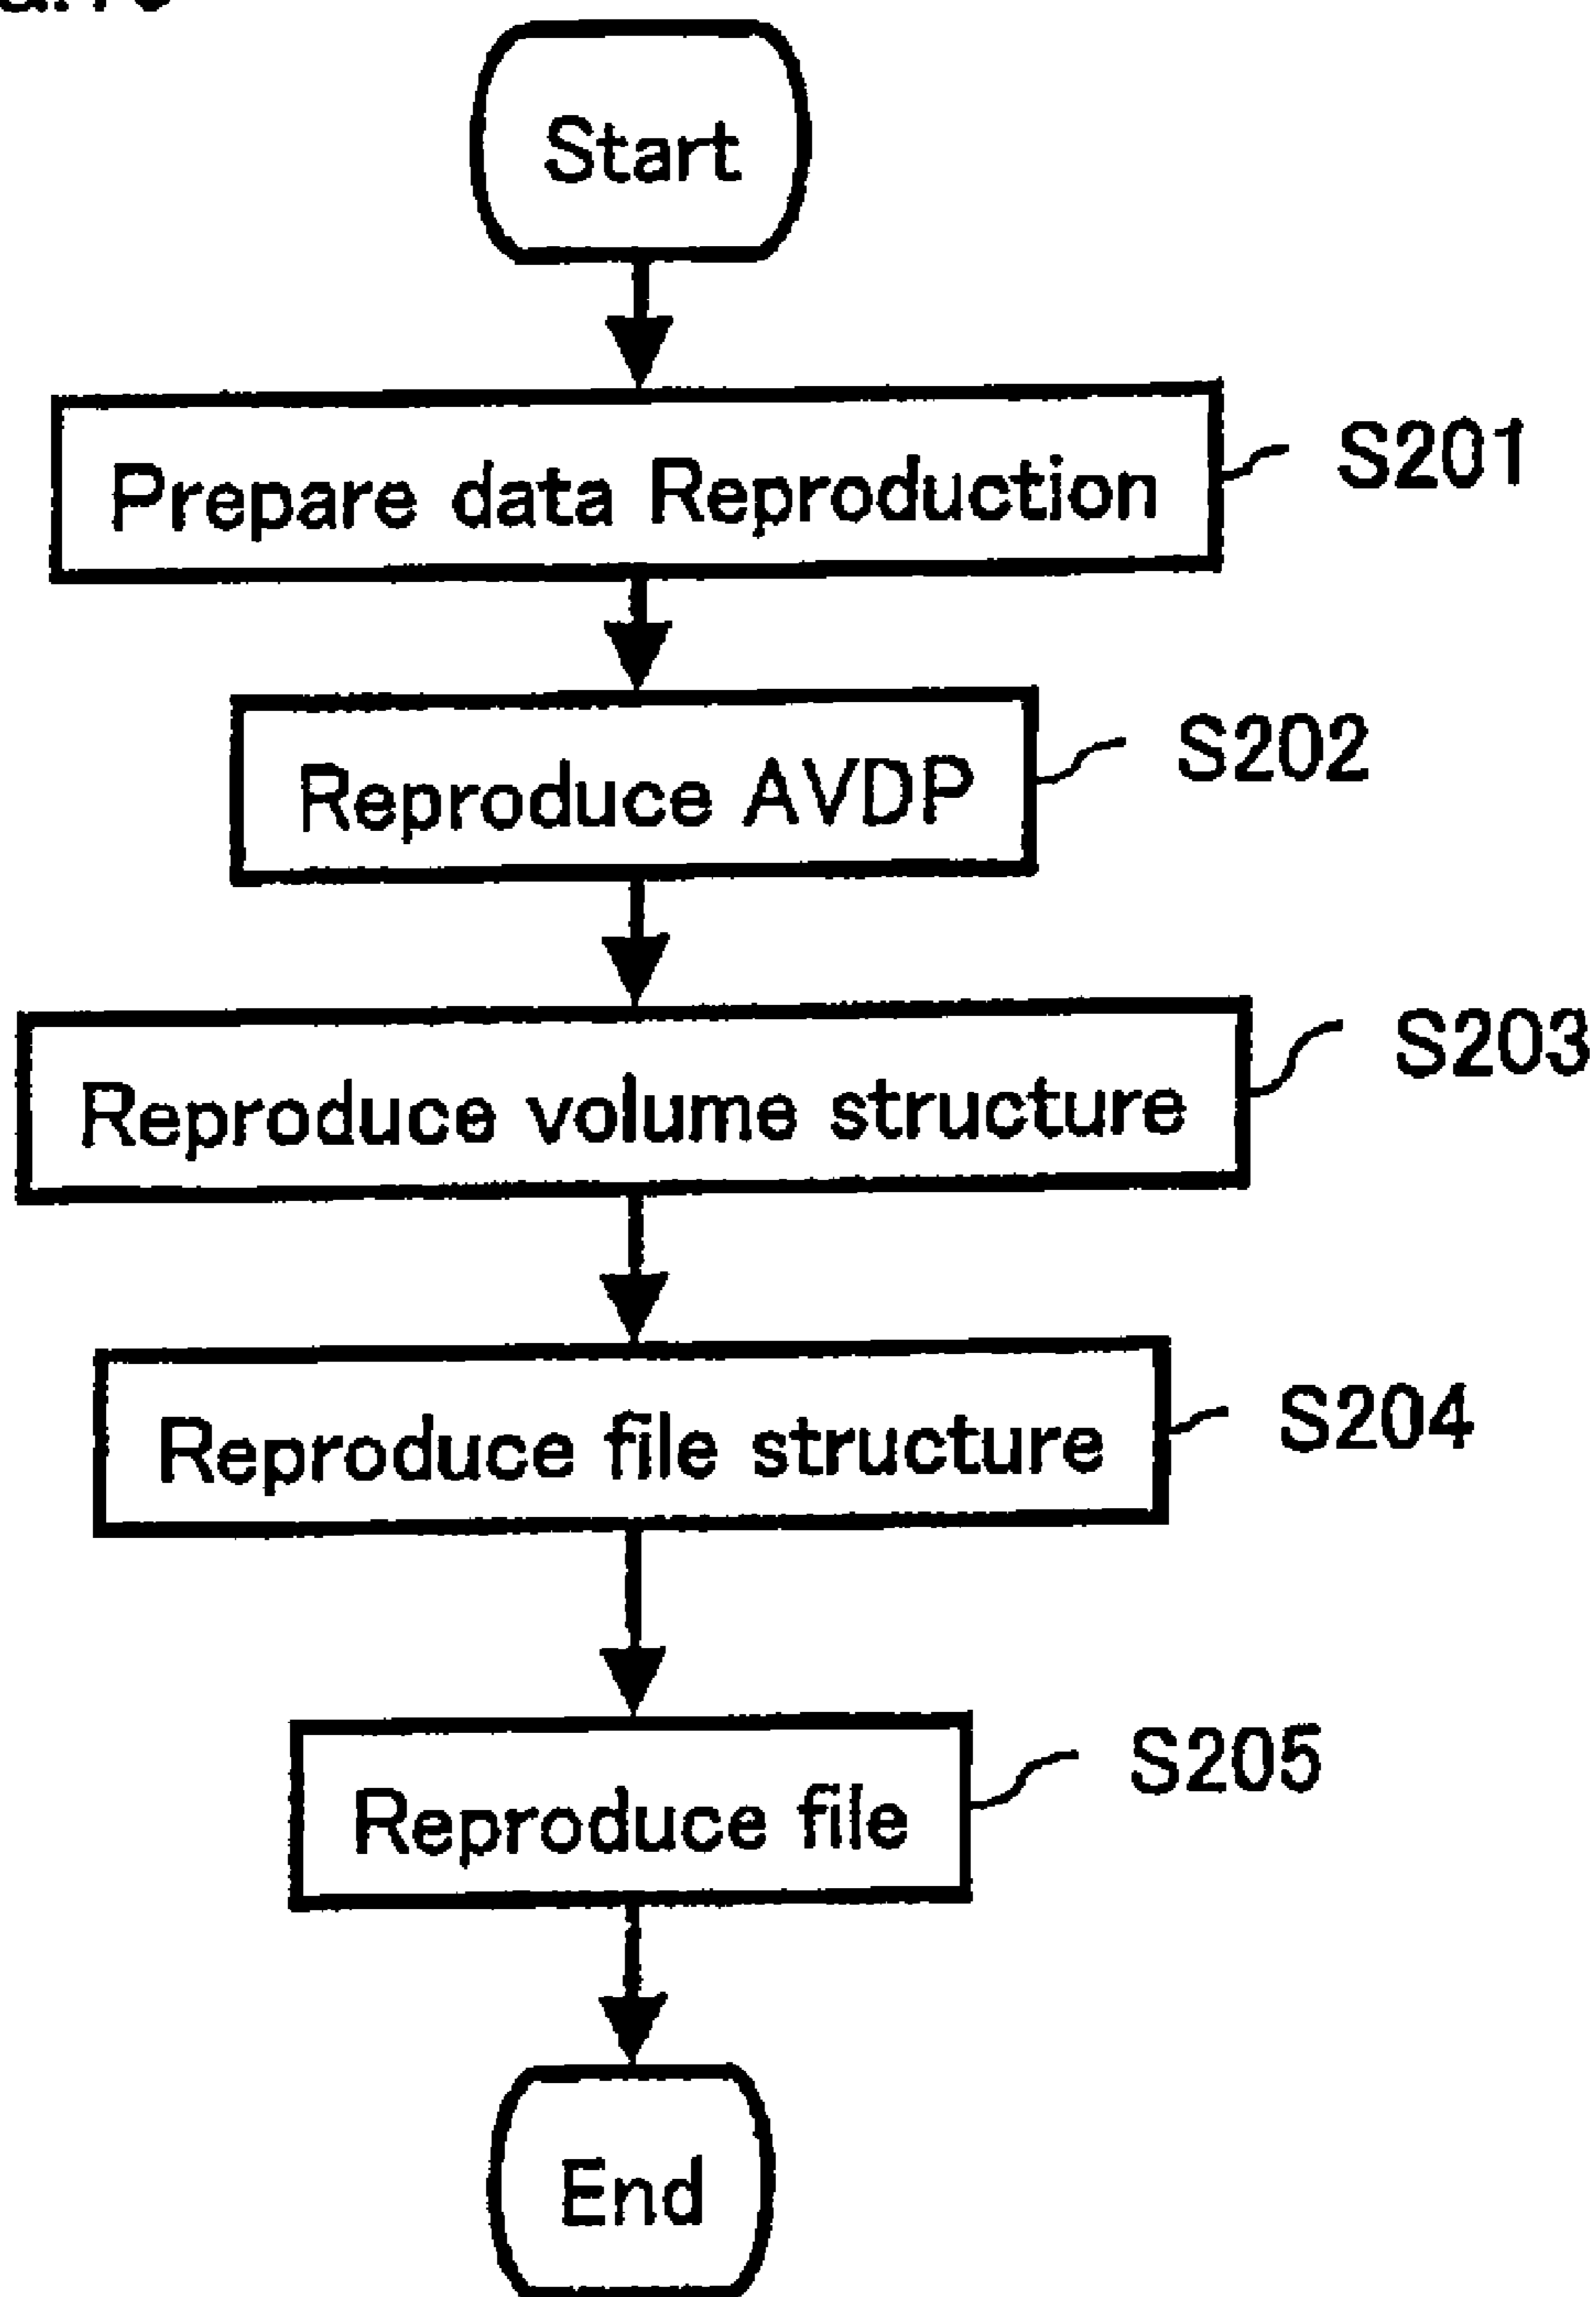 Start
Prepare data Reproduction
S201
Reproduce AVDP
S202
Reproduce volume structure
S203
Reproduce file structure
S204
Reproduce file
S205
End